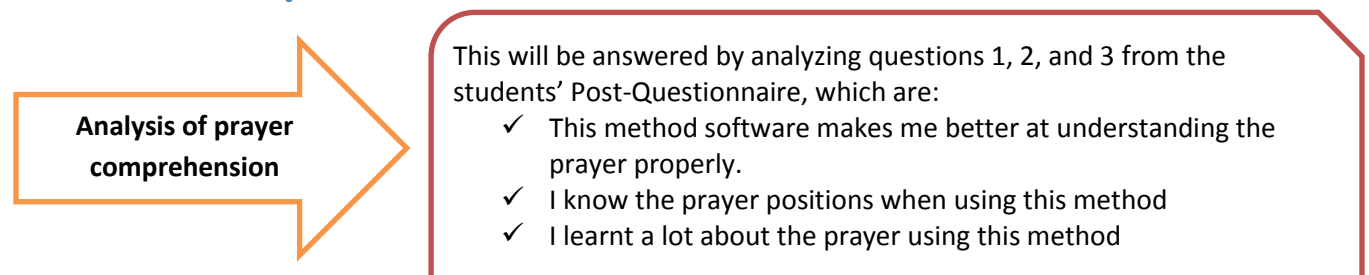 Analysis of prayer
comprehension
This will be answered by analyzing questions 1, 2, and 3 from the
students’ Post-Questionnaire, which are:
✓ This method software makes me better at understanding the
prayer properly.
✓ I know the prayer positions when using this method
✓ I learnt a lot about the prayer using this method